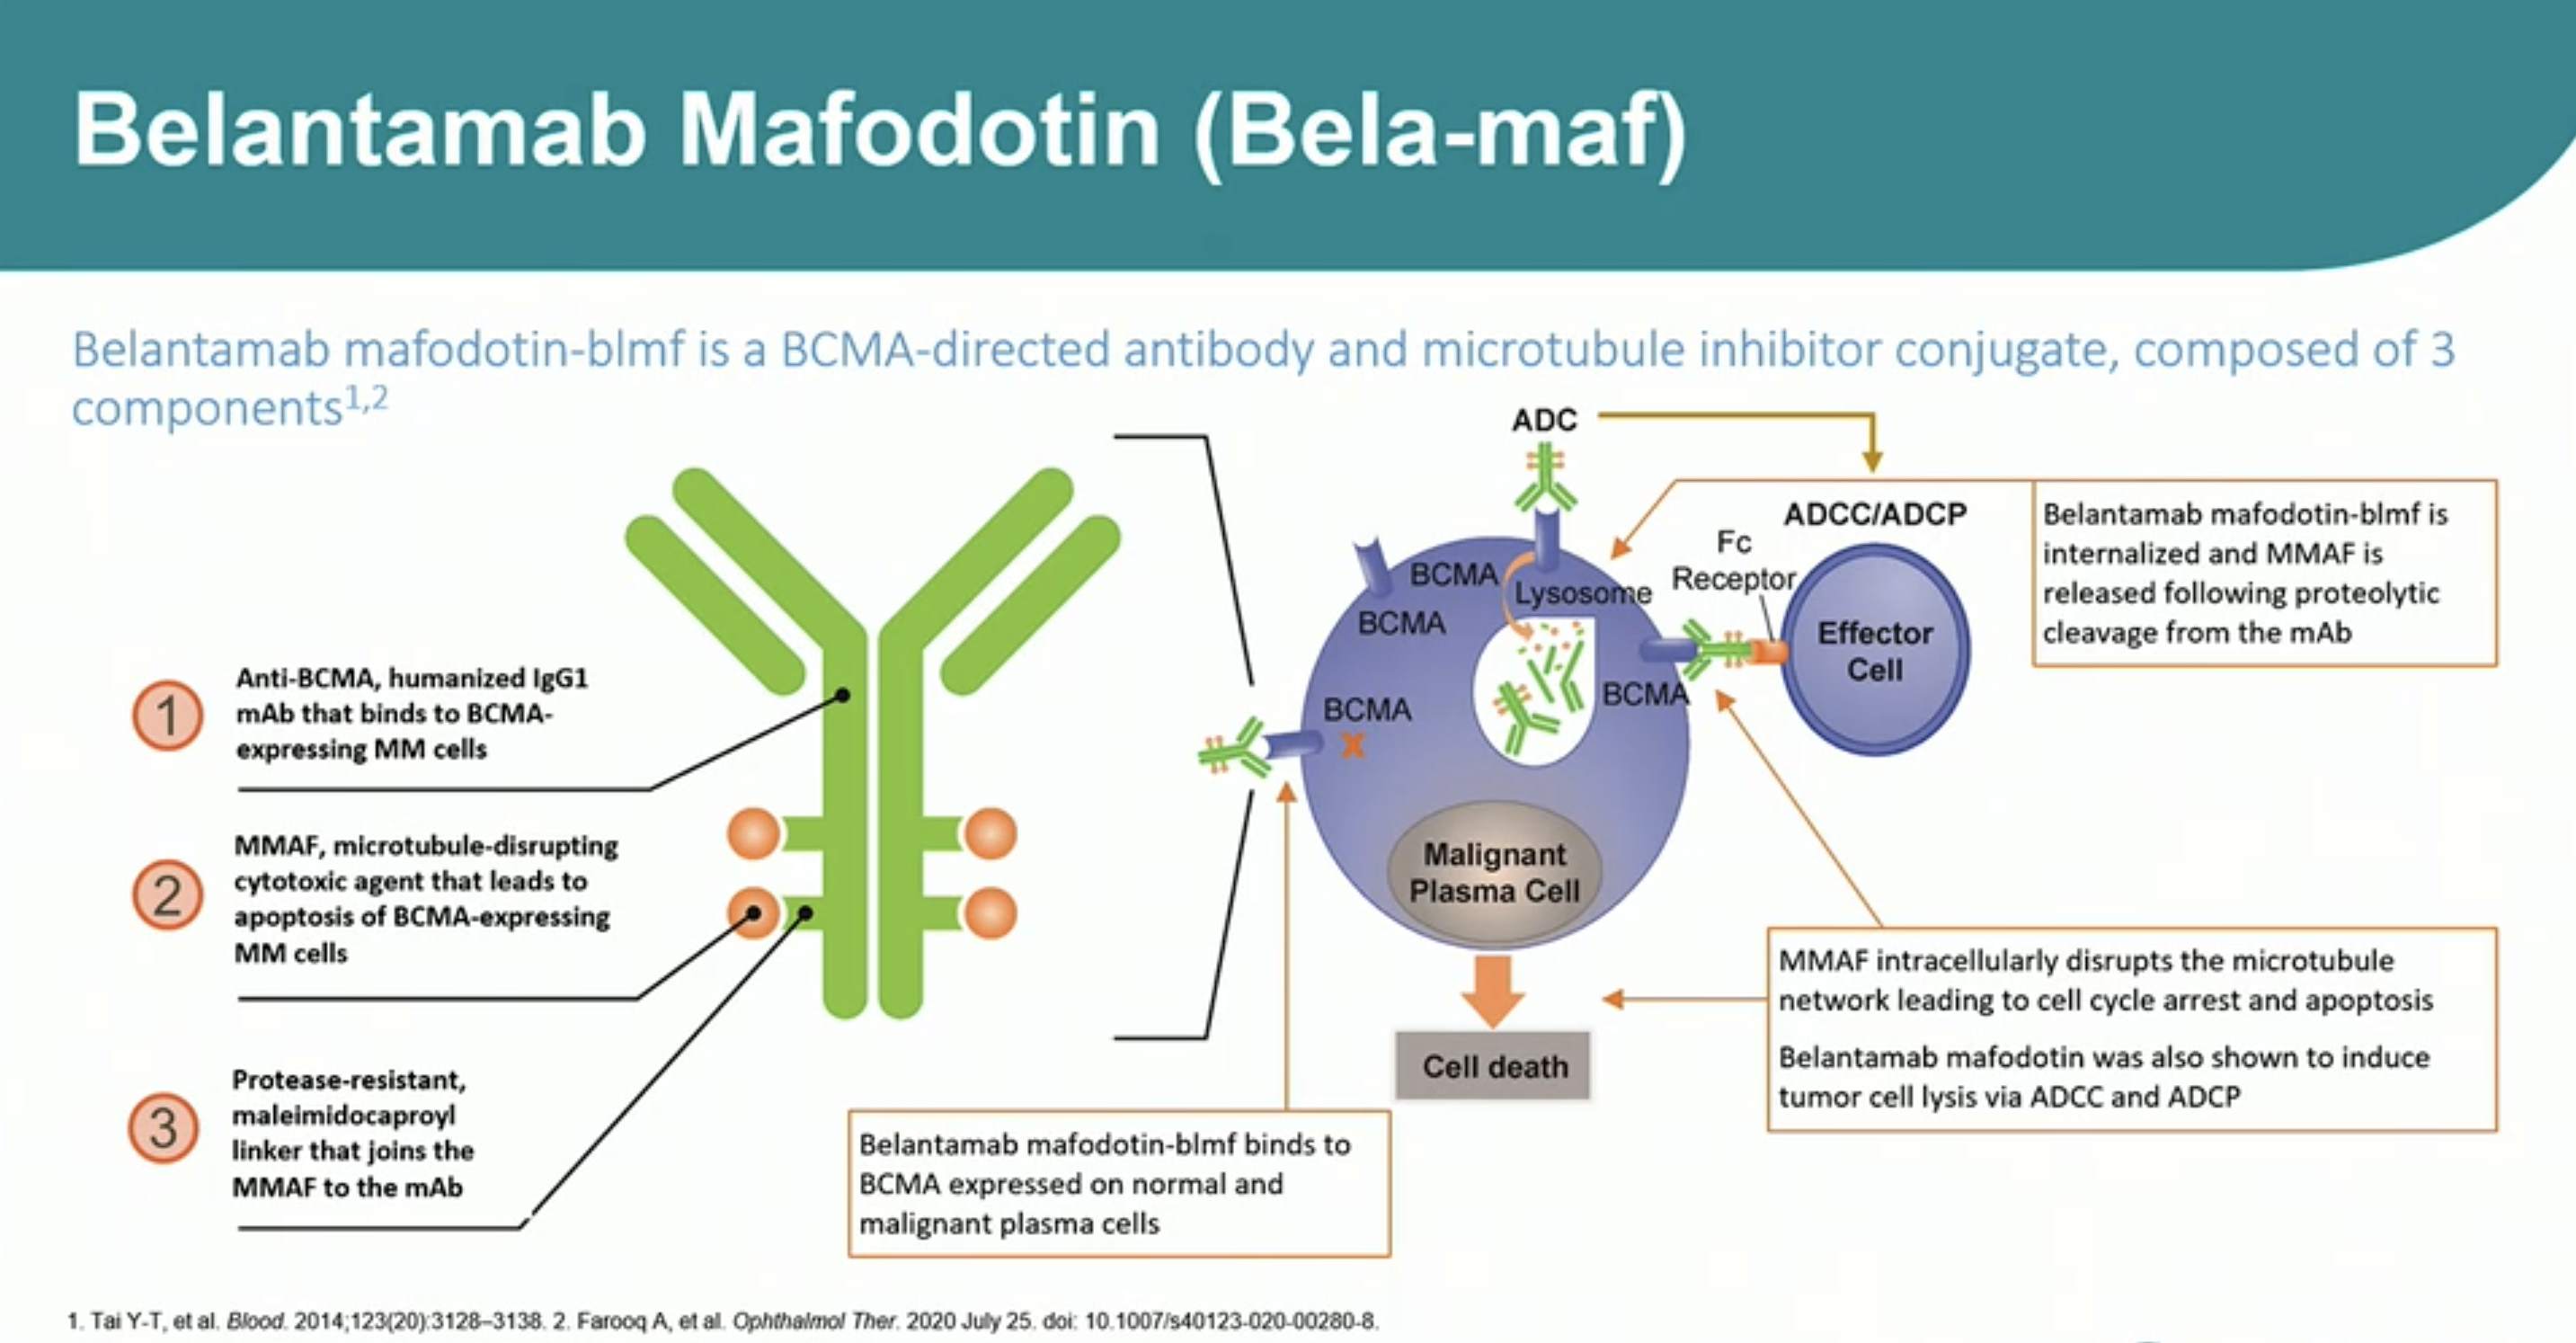 Belantamab Mafodotin (Bela-maf)
Belantamab mafodotin-blmf is a BCMA-directed antibody and microtubule inhibitor conjugate, composed of 3
components1,2
1
Anti-BCMA, humanized IgG1
mAb that binds to BCMA-
expressing MM cells
2
MMAF, microtubule-disrupting
cytotoxic agent that leads to
apoptosis of BCMA-expressing
MM cells
3
Protease-resistant,
maleimidocaproyl
linker that joins the
MMAF to the mAb
ADC
BCMA
Lysosome
BCMA
BCMA
X
BCMA
Fc
Receptor
ADCC/ADCP
Effector
Cell
Malignant
Plasma Cell
Cell death
Belantamab mafodotin-blmf is
internalized and MMAF is
released following proteolytic
cleavage from the mAb
MMAF intracellularly disrupts the microtubule
network leading to cell cycle arrest and apoptosis
Belantamab mafodotin was also shown to induce
tumor cell lysis via ADCC and ADCP
Belantamab mafodotin-blmf binds to
BCMA expressed on normal and
malignant plasma cells
1. Tai Y-T, et al. Blood. 2014;123(20):3128–3138. 2. Farooq A, et al. Ophthalmol Ther. 2020 July 25. doi: 10.1007/s40123-020-00280-8.